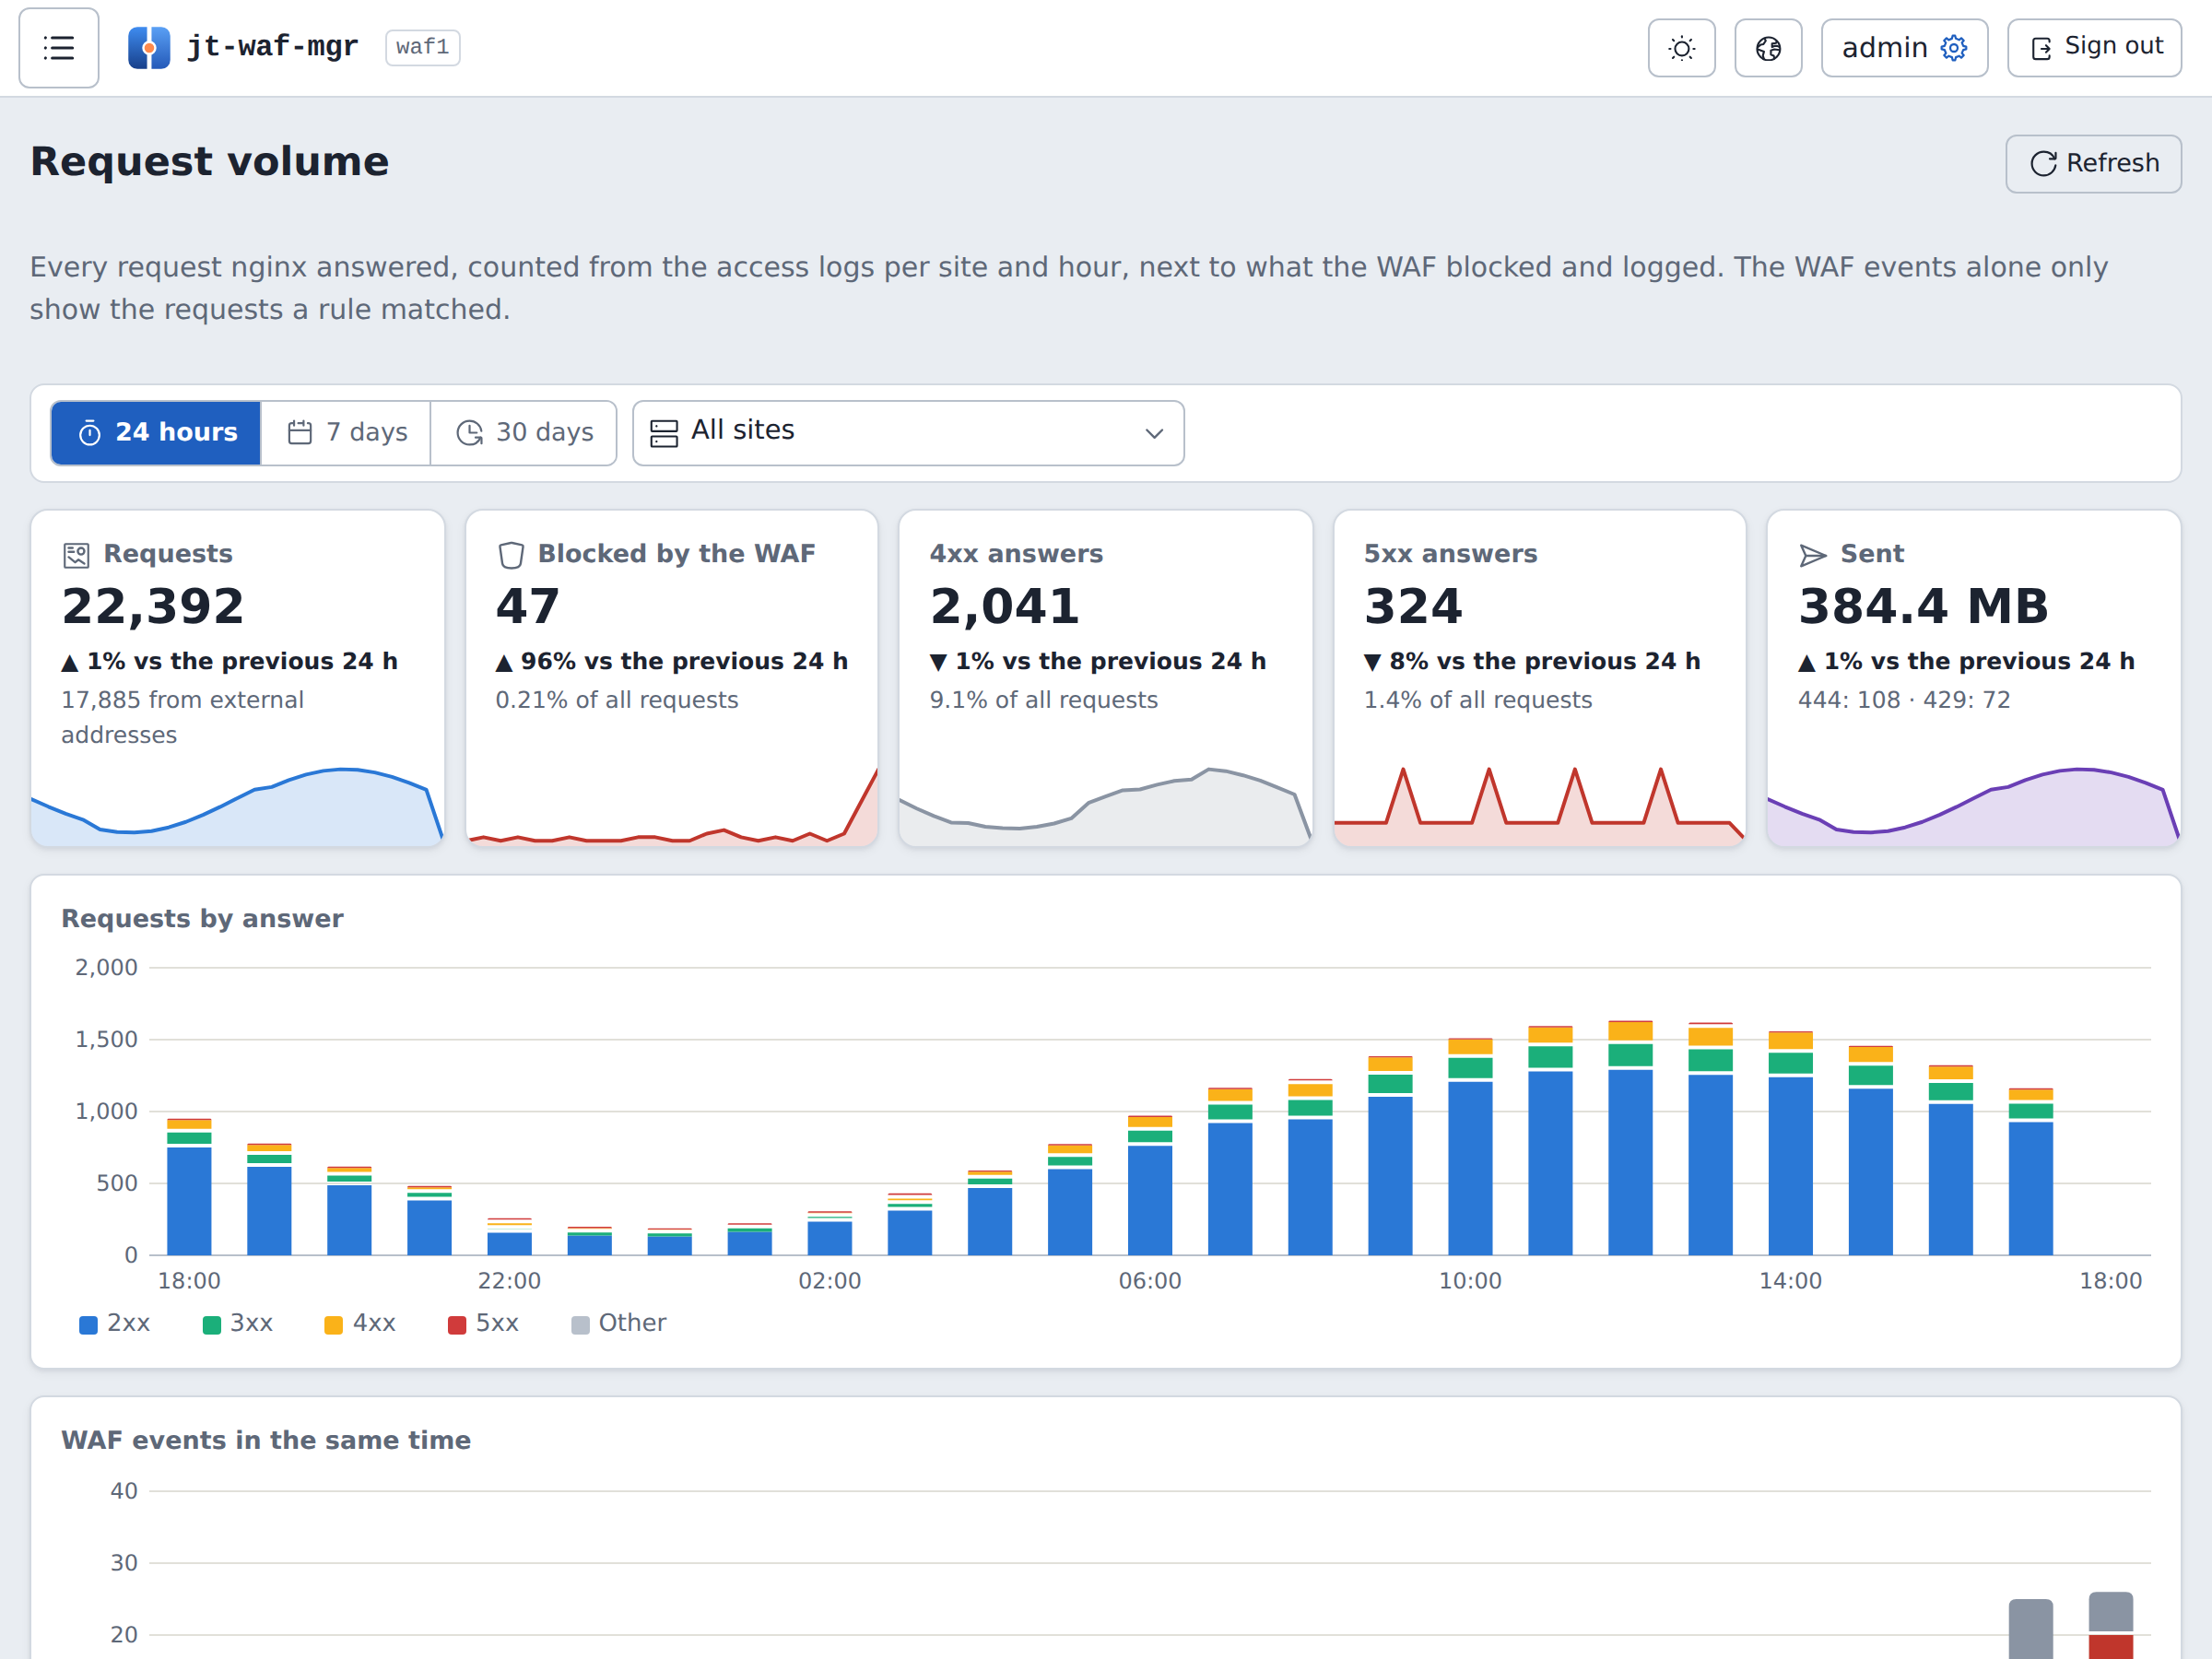 jt-waf-mgr waf1 admin Sign out
Request volume Refresh
Every request nginx answered, counted from the access logs per site and hour, next to what the WAF blocked and logged. The WAF events alone only
show the requests a rule matched.
24 hours 7 days 30 days All sites
Requests
22,392
▲ 1% vs the previous 24 h
17,885 from external
addresses
Blocked by the WAF
47
▲ 96% vs the previous 24 h
0.21% of all requests
4xx answers
2,041
▼ 1% vs the previous 24 h
9.1% of all requests
5xx answers
324
▼ 8% vs the previous 24 h
1.4% of all requests
Sent
384.4 MB
▲ 1% vs the previous 24 h
444: 108 · 429: 72
Requests by answer
2,000
1,500
1,000
500
0
18:00 22:00 02:00 06:00 10:00 14:00 18:00
2xx 3xx 4xx 5xx Other
WAF events in the same time
40
30
20